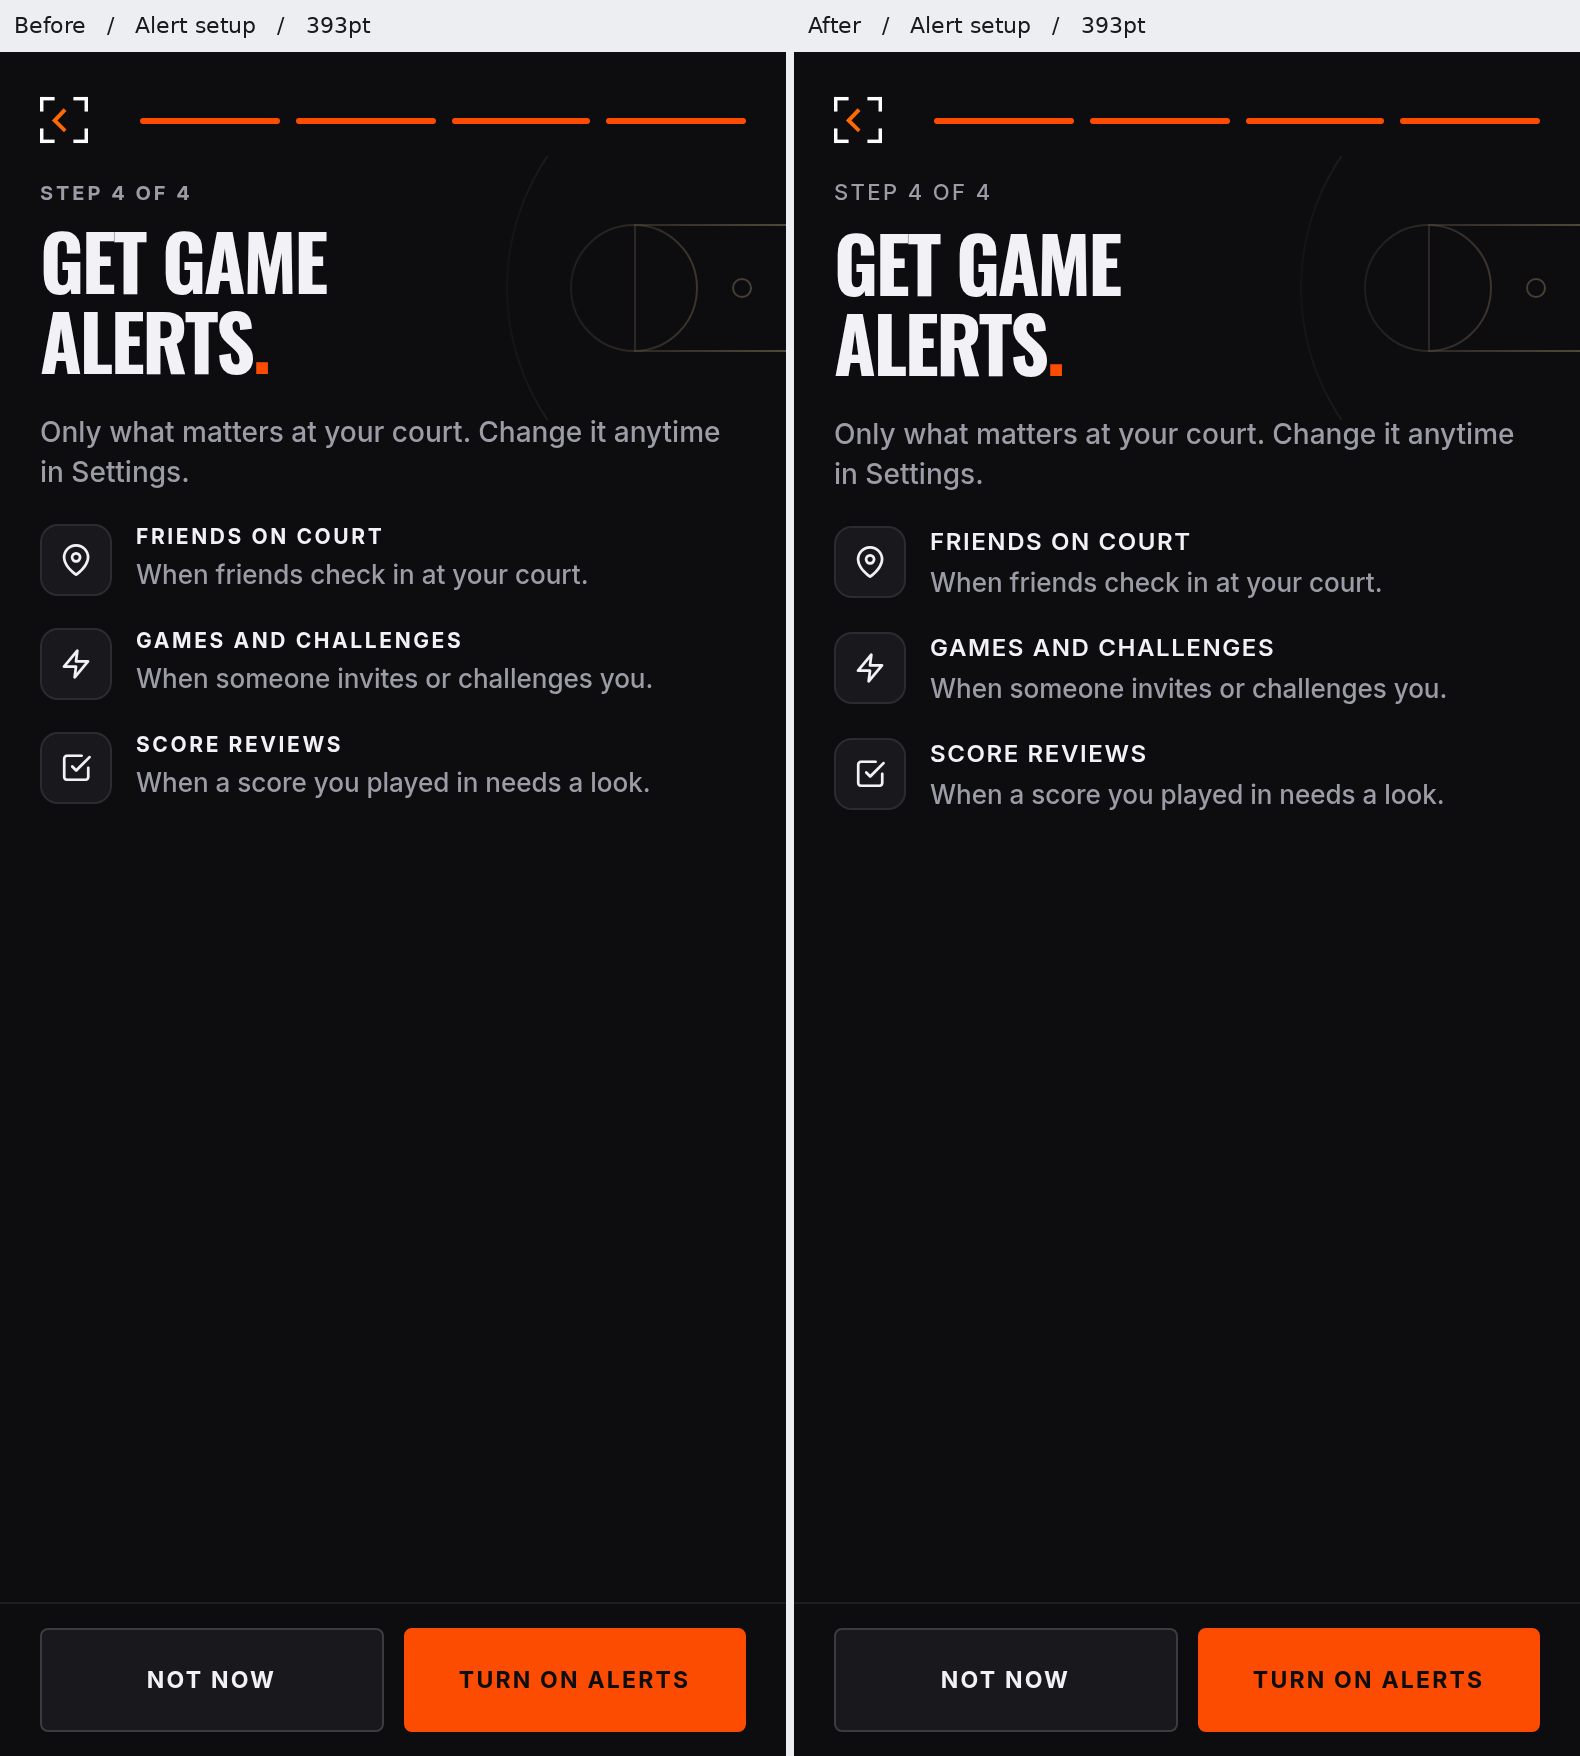 Before / Alert setup / 393pt
STEP 4 OF 4
GET GAME
ALERTS.
Only what matters at your court. Change it anytime
in Settings.
FRIENDS ON COURT
When friends check in at your court.
GAMES AND CHALLENGES
When someone invites or challenges you.
SCORE REVIEWS
When a score you played in needs a look.
NOT NOW
TURN ON ALERTS
After / Alert setup / 393pt
STEP 4 OF 4
GET GAME
ALERTS.
Only what matters at your court. Change it anytime
in Settings.
FRIENDS ON COURT
When friends check in at your court.
GAMES AND CHALLENGES
When someone invites or challenges you.
SCORE REVIEWS
When a score you played in needs a look.
NOT NOW
TURN ON ALERTS